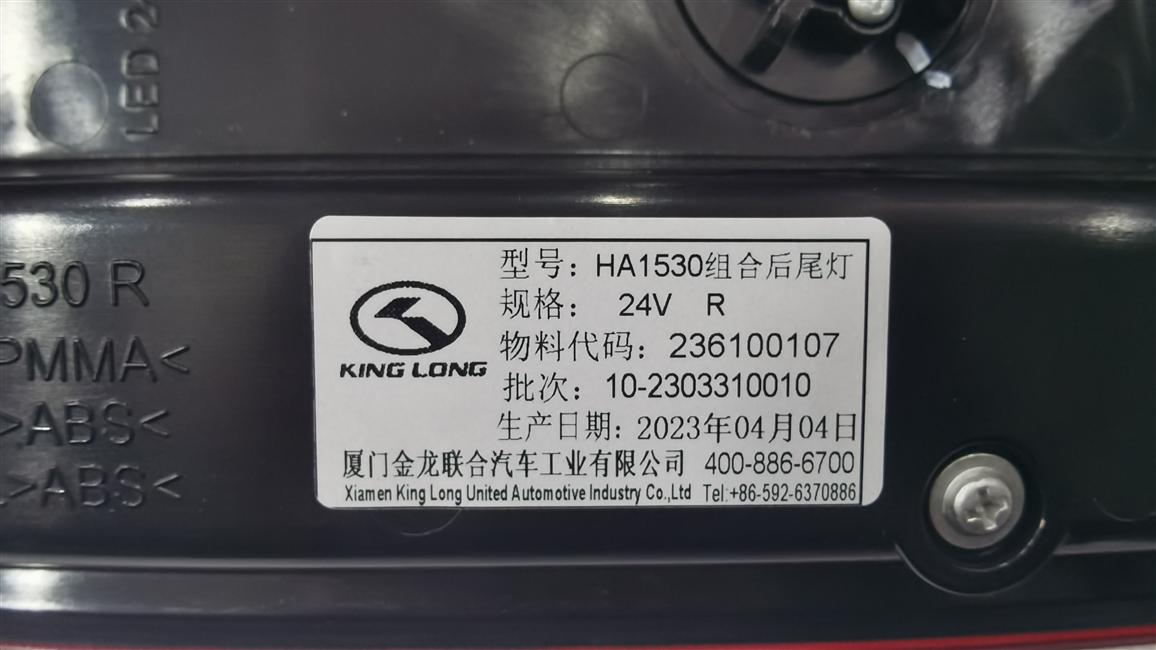 LED 24
530 R
PMMA<
>ABS<
>ABS<
KING LONG
型号：HA1530组合后尾灯
规格： 24V R
物料代码：236100107
批次：10-2303310010
生产日期：2023年04月04日
厦门金龙联合汽车工业有限公司 400-886-6700
Xiamen King Long United Automotive Industry Co.,Ltd Tel:+86-592-6370886